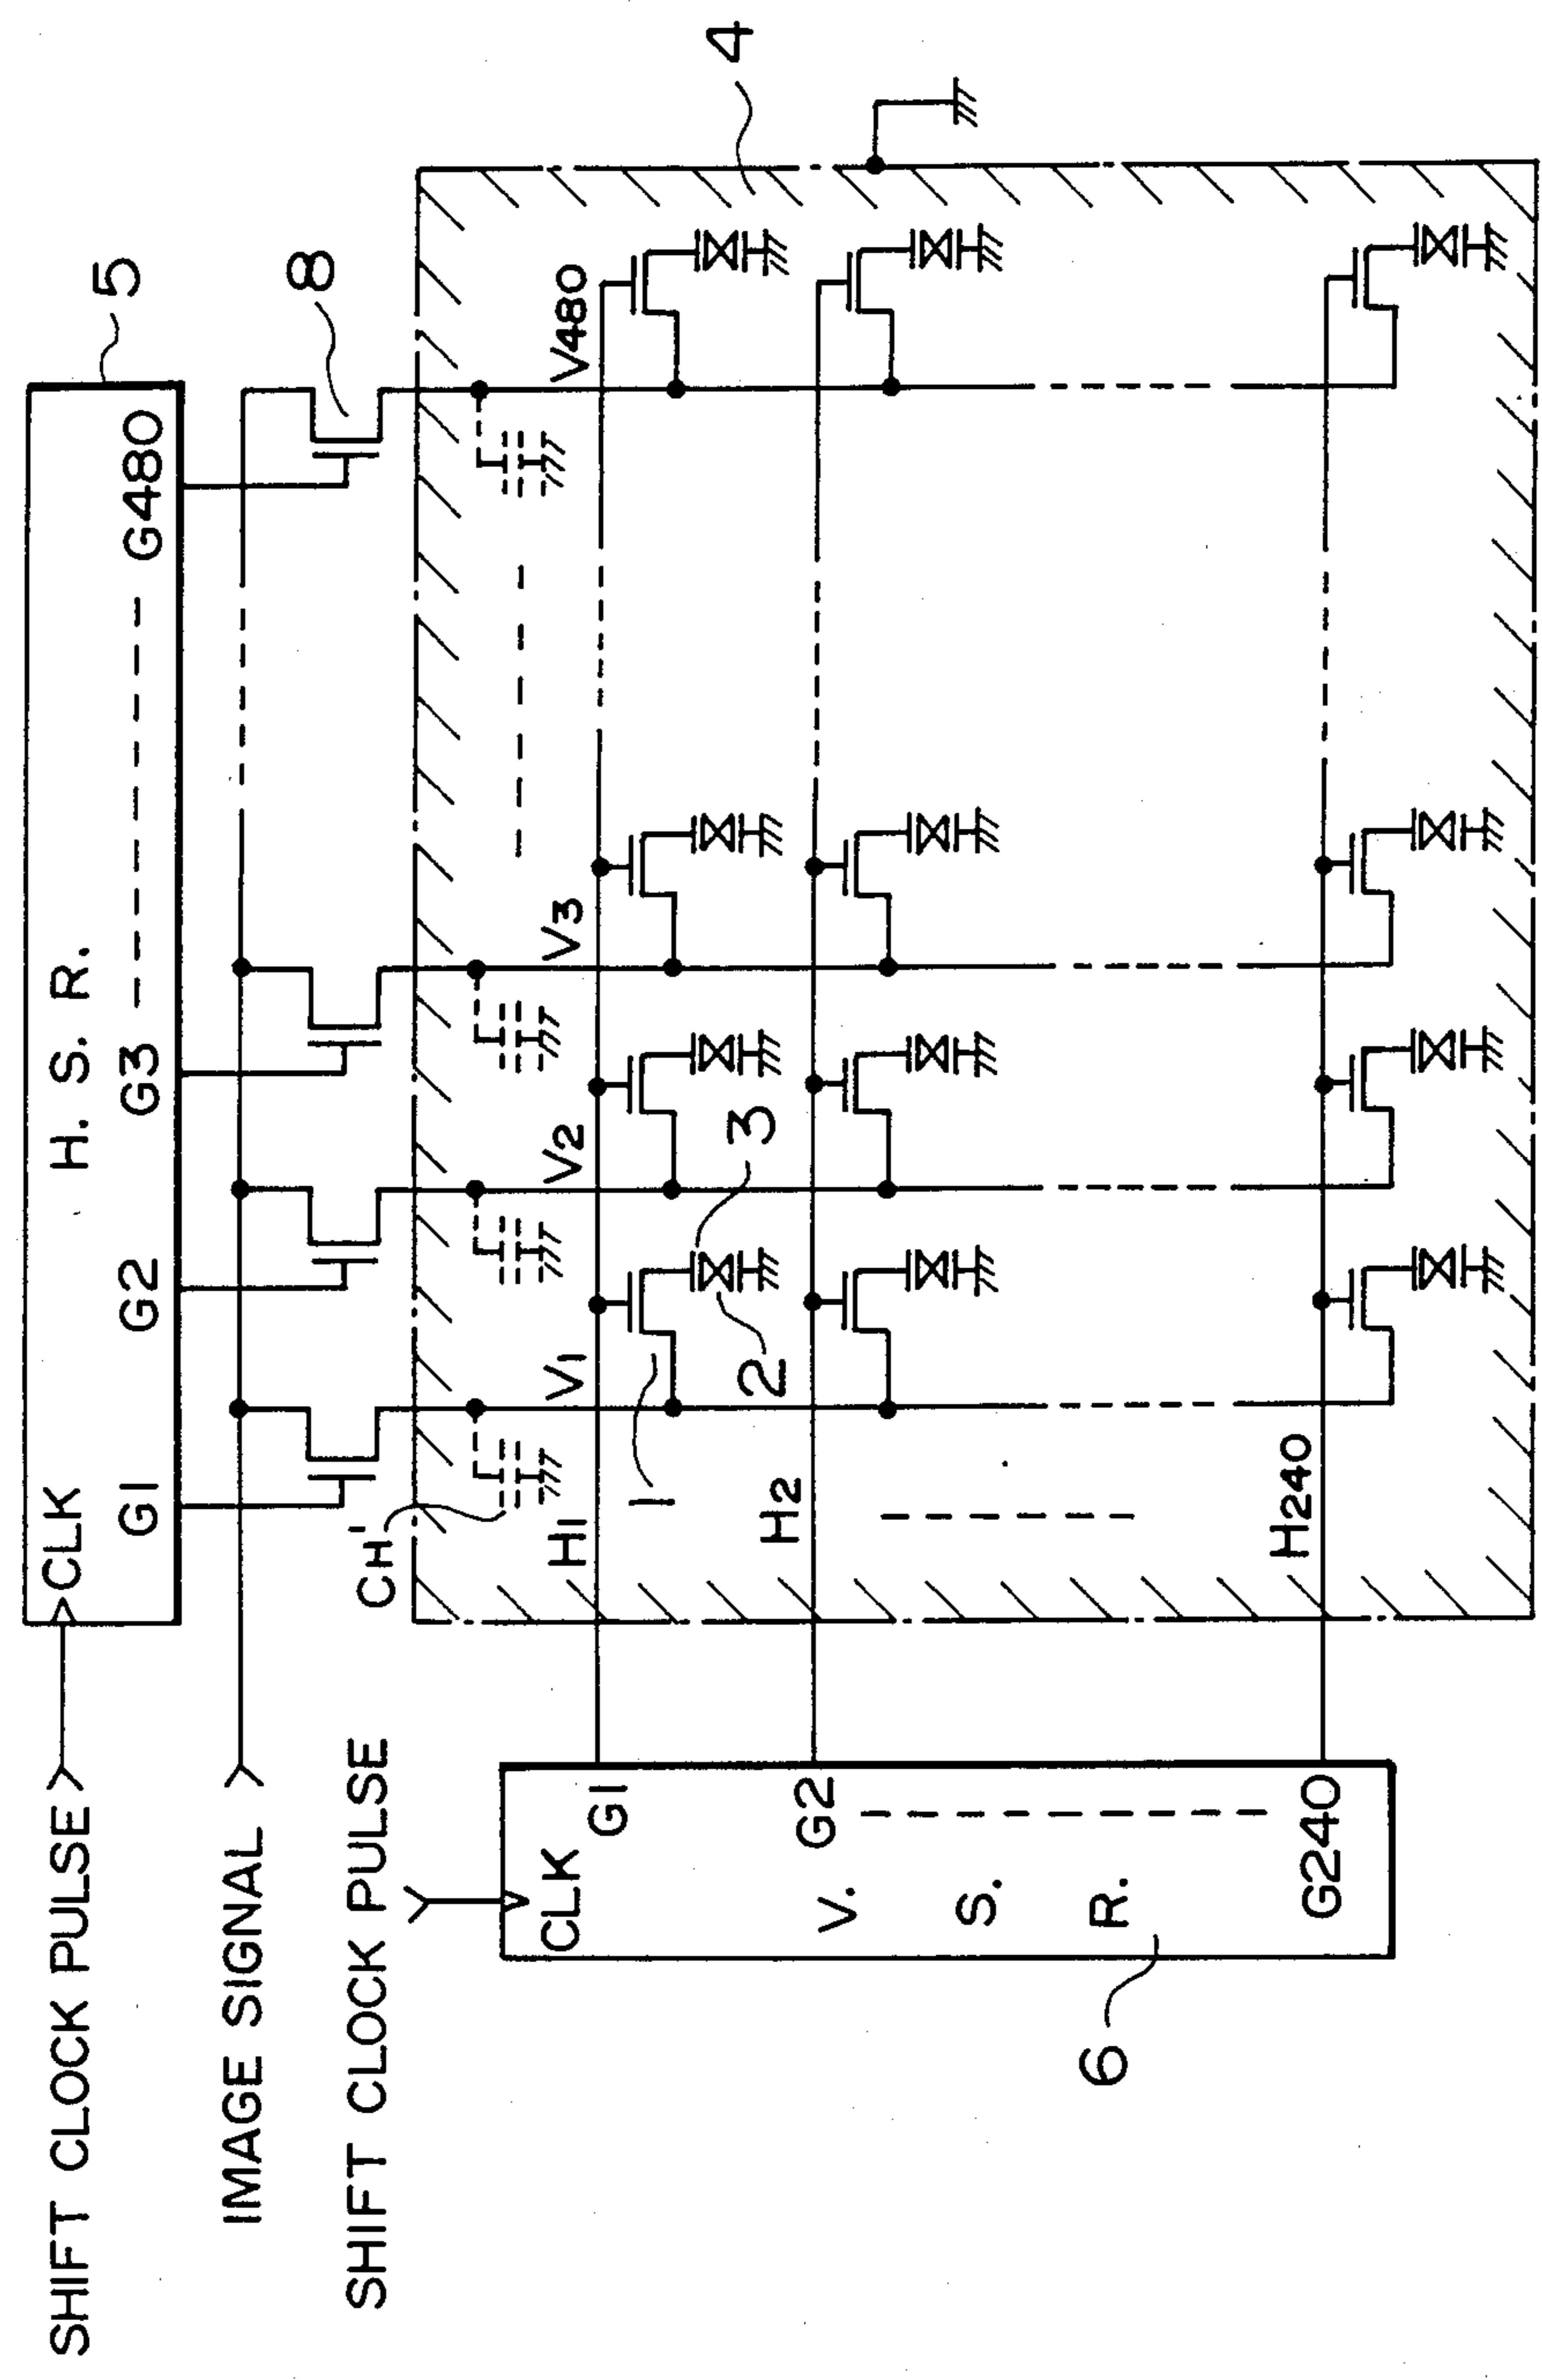 SHIFT CLOCK PULSE
CLK
H. S. R.
5
G1 G2 G3 G480
IMAGE SIGNAL
8
SHIFT CLOCK PULSE
CH'
4
V1 V2 V3 V480
CLK
G1
H1
1
2
3
G2
H2
V.
S.
R.
G240
H240
6